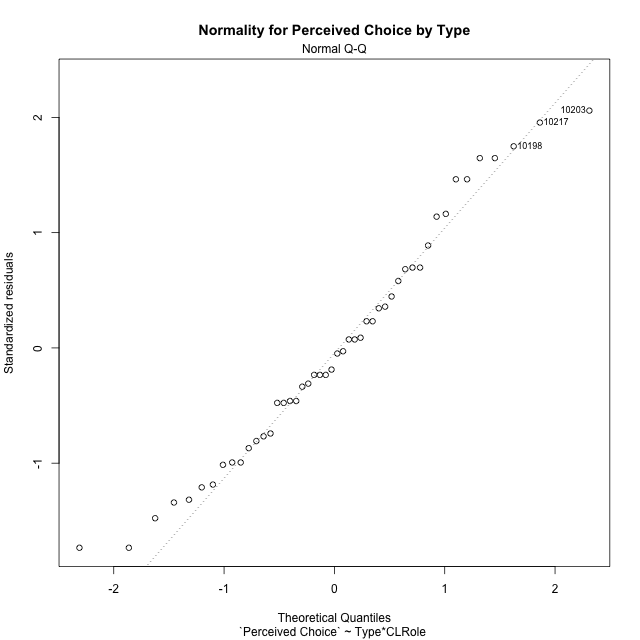 Normality for Perceived Choice by Type
Normal Q-Q
2
1
0
-1
Standardized residuals
10203
10217
10198
-2 -1 0 1 2
Theoretical Quantiles
`Perceived Choice` ~ Type*CLRole